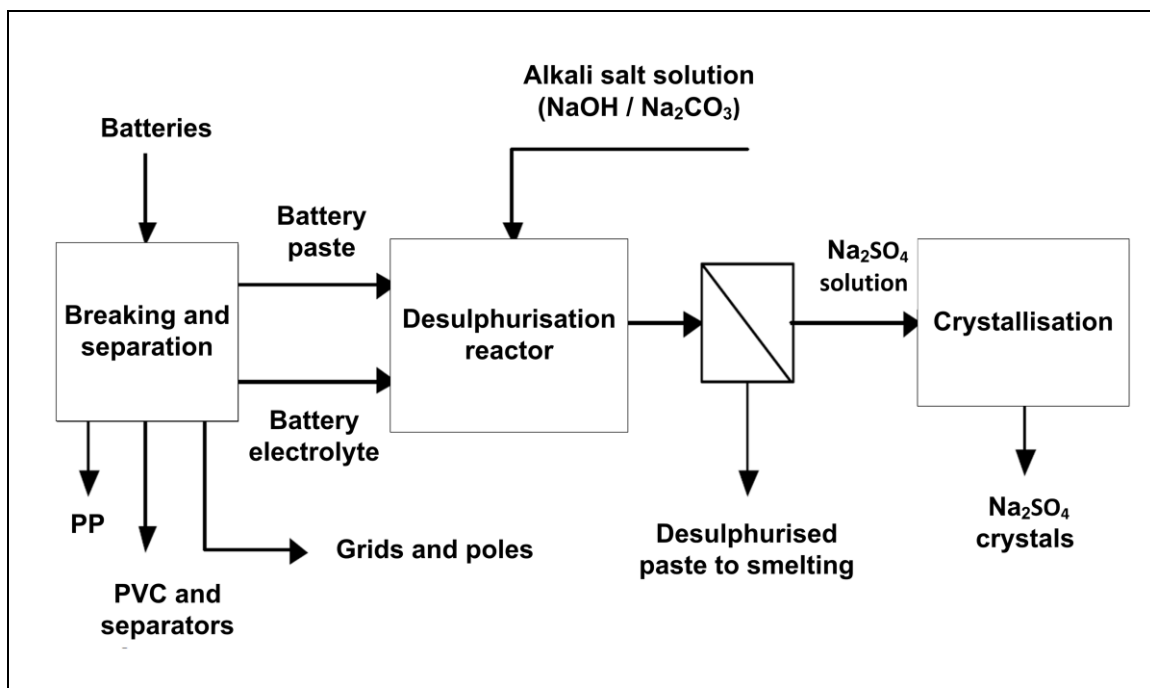 Alkali salt solution
(NaOH / Na₂CO₃)
Batteries
Battery
paste
Breaking and
separation
Desulphurisation
reactor
Na₂SO₄
solution
Crystallisation
Battery
electrolyte
PP
Grids and poles
PVC and
separators
Desulphurised
paste to smelting
Na₂SO₄
crystals